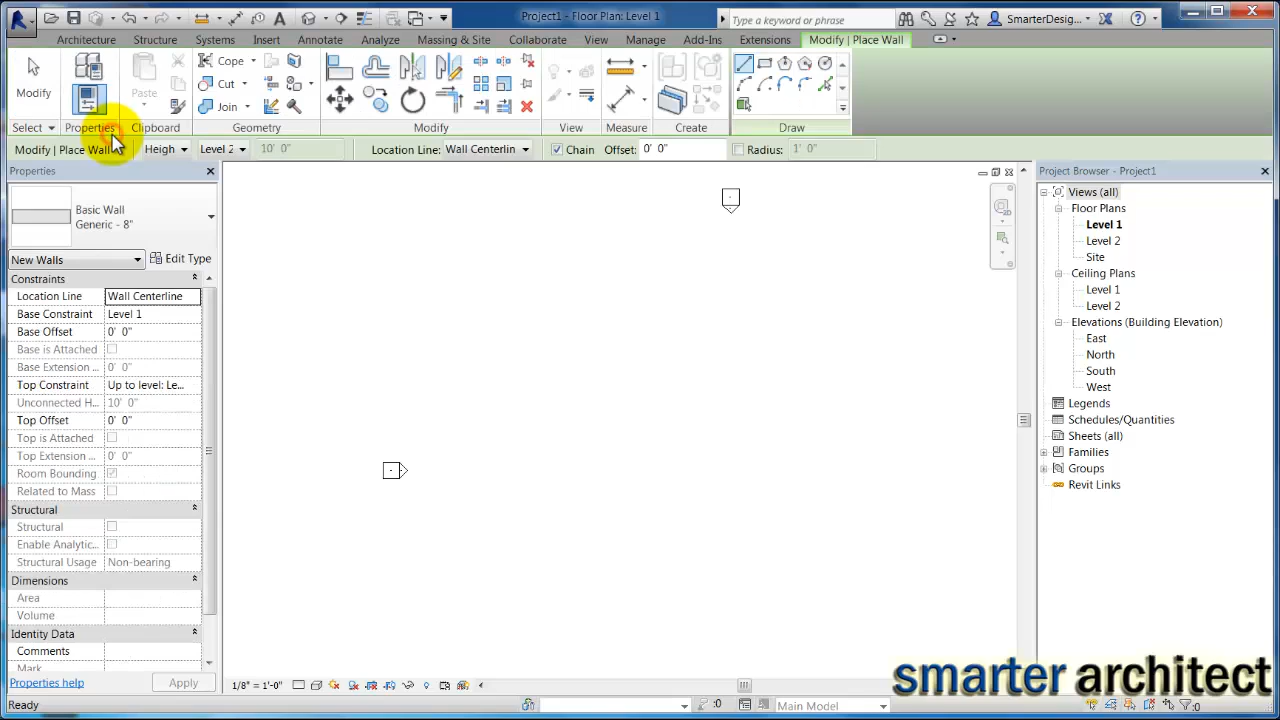 Project1 - Floor Plan: Level 1
Type a keyword or phrase
SmarterDesig...
Architecture Structure Systems Insert Annotate Analyze Massing & Site Collaborate View Manage Add-Ins Extensions Modify | Place Wall
Modify
Cope
Cut
Join
Paste
Select Properties Clipboard Geometry Modify View Measure Create Draw
Modify | Place Wall Heigh Level 2 10' 0" Location Line: Wall Centerlin Chain Offset: 0' 0" Radius: 1' 0"
Properties
Basic Wall
Generic - 8"
New Walls Edit Type
Constraints
Location Line Wall Centerline
Base Constraint Level 1
Base Offset 0' 0"
Base is Attached
Base Extension ... 0' 0"
Top Constraint Up to level: Le...
Unconnected H... 10' 0"
Top Offset 0' 0"
Top is Attached
Top Extension ... 0' 0"
Room Bounding
Related to Mass
Structural
Structural
Enable Analytic...
Structural Usage Non-bearing
Dimensions
Area
Volume
Identity Data
Comments
Mark
Properties help Apply
Ready
1/8" = 1'-0"
:0
Main Model
:0
Project Browser - Project1
Views (all)
Floor Plans
Level 1
Level 2
Site
Ceiling Plans
Level 1
Level 2
Elevations (Building Elevation)
East
North
South
West
Legends
Schedules/Quantities
Sheets (all)
Families
Groups
Revit Links
smarter architect